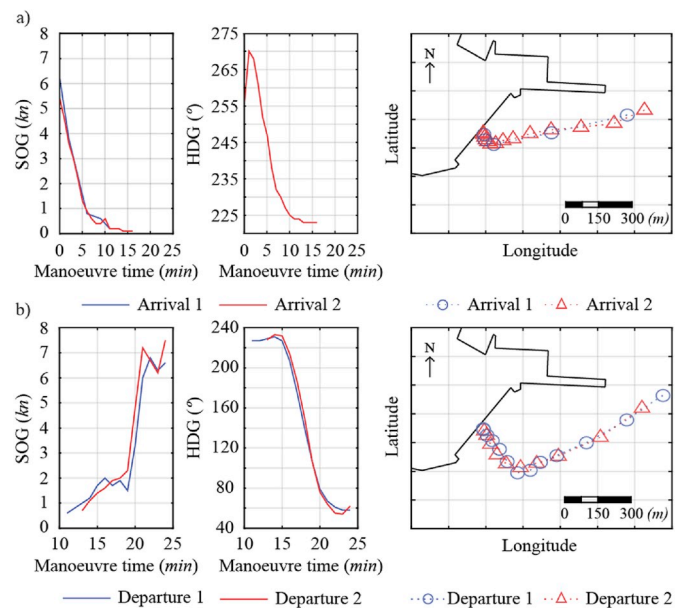 a)
SOG (kn)
8
7
6
5
4
3
2
1
0
0 5 10 15 20 25
Manoeuvre time (min)
HDG (º)
275
265
255
245
235
225
0 5 10 15 20 25
Manoeuvre time (min)
N
Latitude
0 150 300 (m)
Longitude
Arrival 1 Arrival 2
Arrival 1 Arrival 2
b)
SOG (kn)
8
7
6
5
4
3
2
1
0
10 15 20 25
Manoeuvre time (min)
HDG (º)
240
200
160
120
80
40
10 15 20 25
Manoeuvre time (min)
N
Latitude
0 150 300 (m)
Longitude
Departure 1 Departure 2
Departure 1 Departure 2